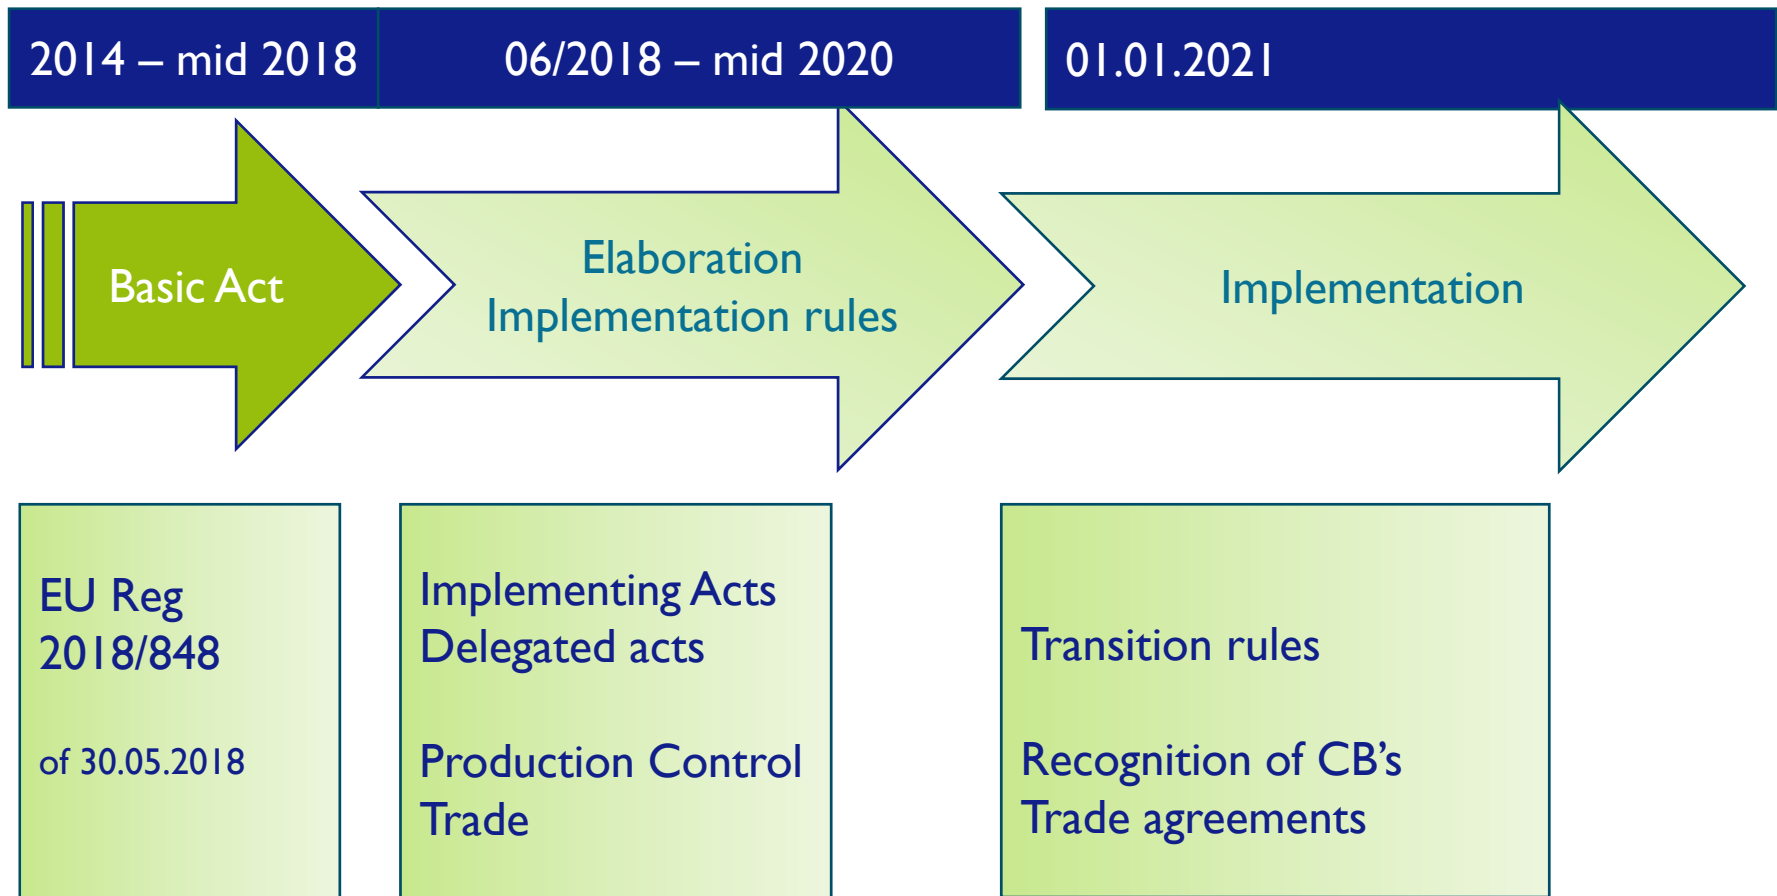 2014 – mid 2018
06/2018 – mid 2020
01.01.2021
Basic Act
Elaboration
Implementation rules
Implementation
EU Reg
2018/848
of 30.05.2018
Implementing Acts
Delegated acts
Production Control
Trade
Transition rules
Recognition of CB’s
Trade agreements